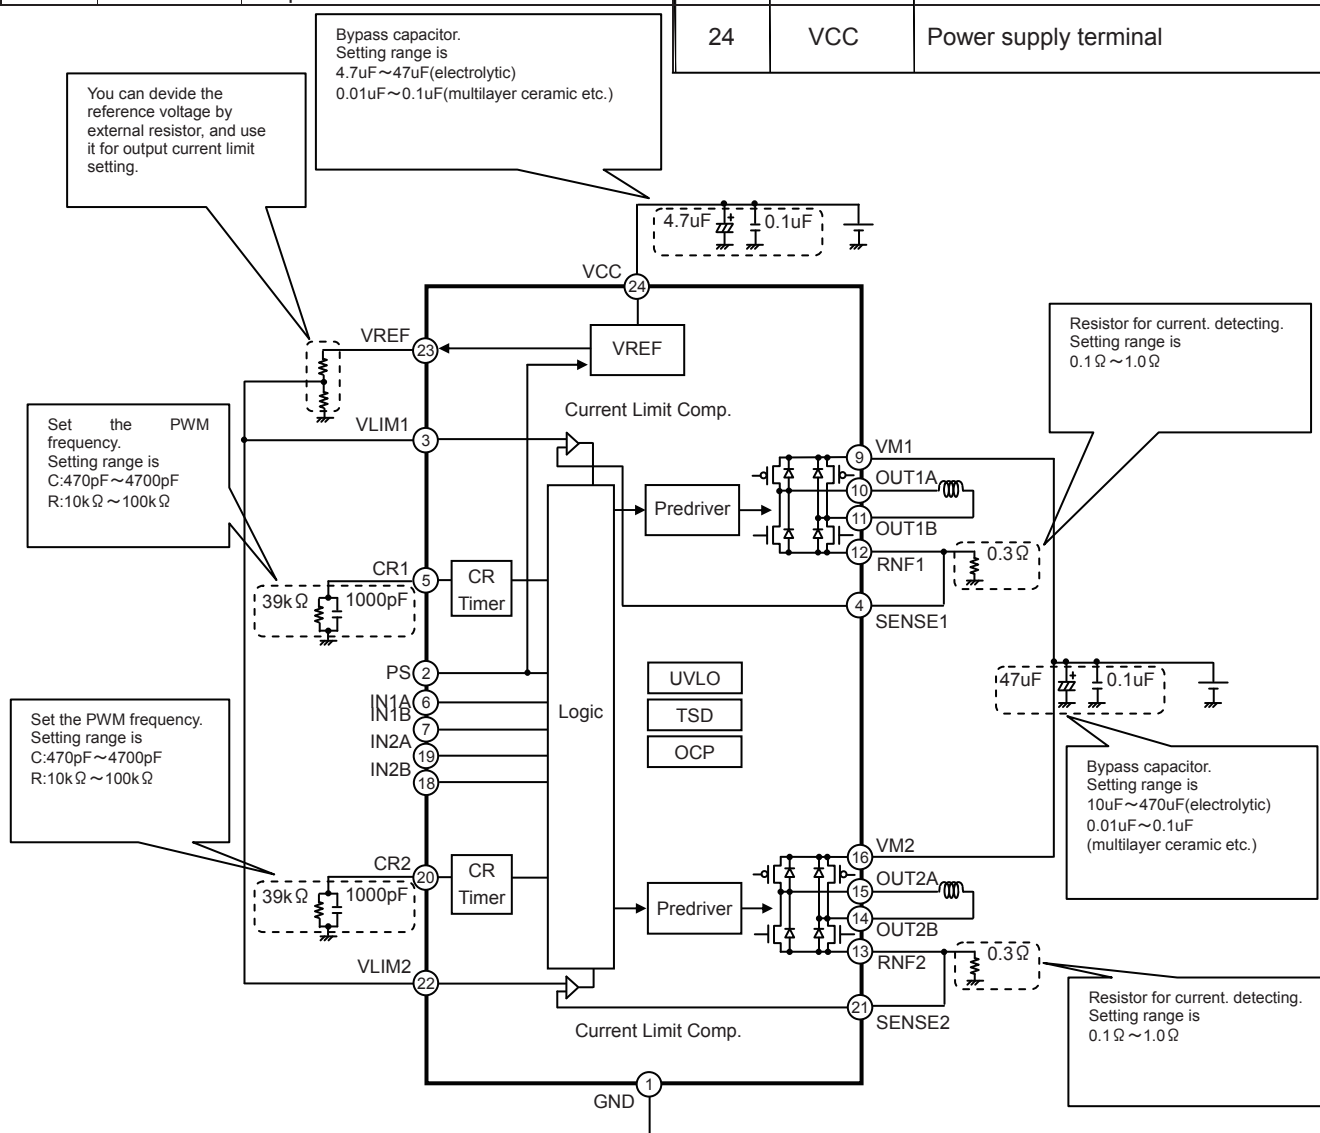 24 VCC Power supply terminal
Bypass capacitor.
Setting range is
4.7uF～47uF(electrolytic)
0.01uF～0.1uF(multilayer ceramic etc.)
You can devide the
reference voltage by
external resistor, and use
it for output current limit
setting.
4.7uF + 0.1uF
VCC
24
VREF
23
VREF
Resistor for current. detecting.
Setting range is
0.1Ω～1.0Ω
Current Limit Comp.
Set the PWM
frequency.
Setting range is
C:470pF～4700pF
R:10kΩ～100kΩ
VLIM1
3
VM1
9
OUT1A
10
11
OUT1B
12
RNF1
0.3Ω
Predriver
CR1
5
CR
Timer
39kΩ 1000pF
4
SENSE1
PS
2
IN1A
6
IN1B
7
IN2A
19
IN2B
18
Logic
UVLO
TSD
OCP
47uF + 0.1uF
Set the PWM frequency.
Setting range is
C:470pF～4700pF
R:10kΩ～100kΩ
Bypass capacitor.
Setting range is
10uF～470uF(electrolytic)
0.01uF～0.1uF
(multilayer ceramic etc.)
CR2
20
CR
Timer
39kΩ 1000pF
Predriver
VM2
16
OUT2A
15
14
OUT2B
13
RNF2
0.3Ω
VLIM2
22
21
SENSE2
Current Limit Comp.
Resistor for current. detecting.
Setting range is
0.1Ω～1.0Ω
1
GND